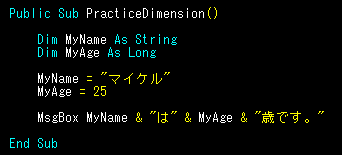 Public Sub PracticeDimension()
Dim MyName As String
Dim MyAge As Long
MyName = "マイケル"
MyAge = 25
MsgBox MyName & "は" & MyAge & "歳です。"
End Sub